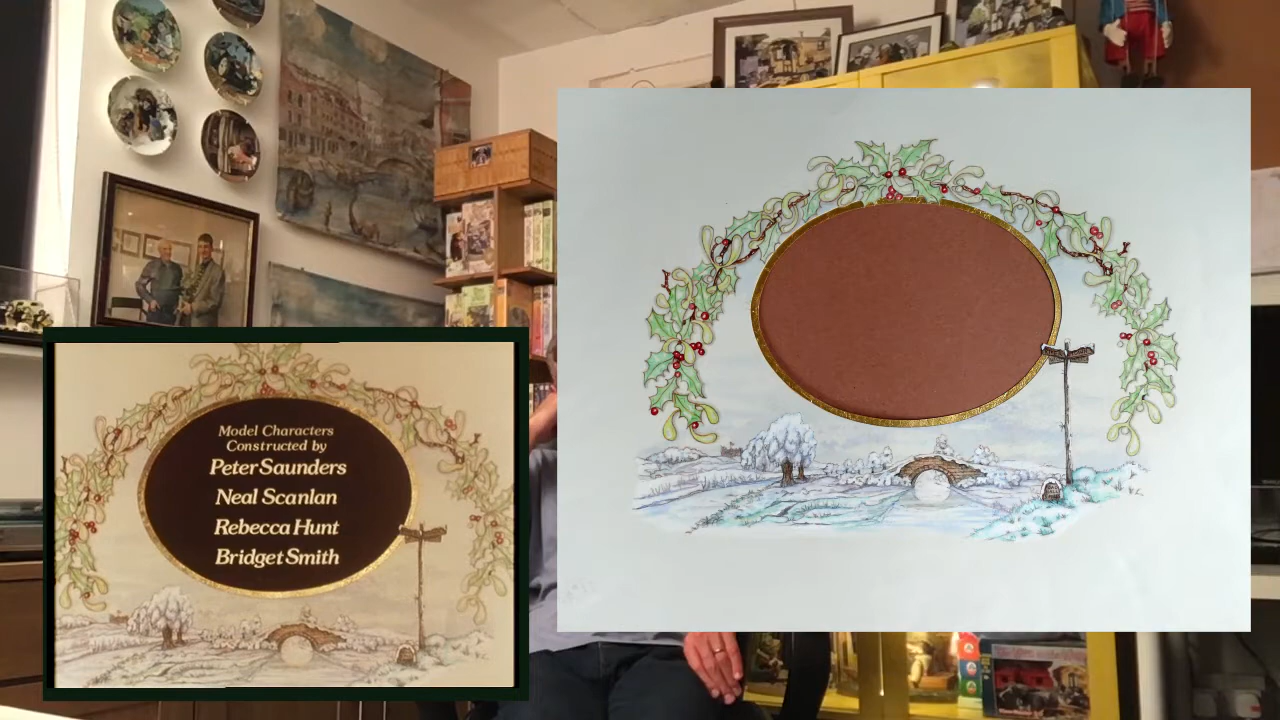 Model Characters
Constructed by
Peter Saunders
Neal Scanlan
Rebecca Hunt
Bridget Smith